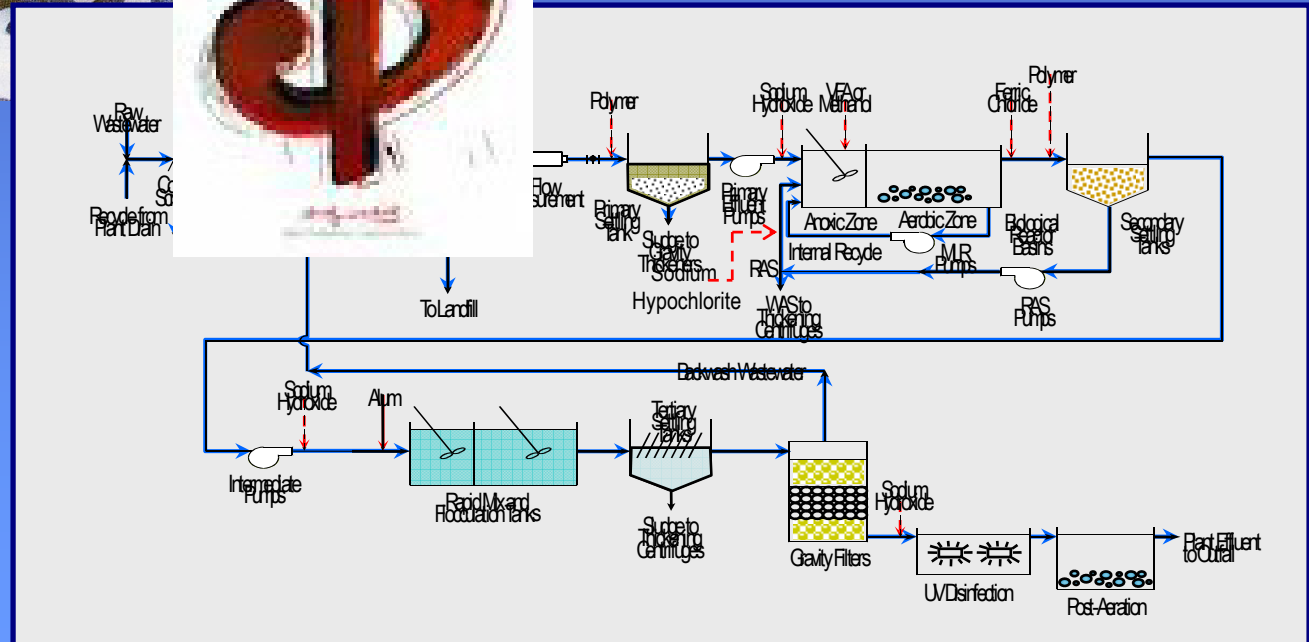 Raw
Wastewater
Recycle from
Plant Drain
Flow
To Landfill
Polymer
Primary
Settling
Tank
Sludge to
Gravity
Thickeners
Sodium
Hypochlorite
Primary
Effluent
Pumps
Sodium
Hydroxide
VFA or
Methanol
Anoxic Zone
Aerobic Zone
Internal Recycle
MLR
Pumps
RAS
WAS to
Thickening
Centrifuges
Ferric
Chloride
Polymer
Biological
Reactor
Basins
RAS
Pumps
Secondary
Settling
Tanks
Backwash Wastewater
Intermediate
Pumps
Sodium
Hydroxide
Alum
Rapid Mix and
Flocculation Tanks
Tertiary
Settling
Tanks
Sludge to
Thickening
Centrifuges
Gravity Filters
Sodium
Hydroxide
UV Disinfection
Post-Aeration
Plant Effluent
to Outfall